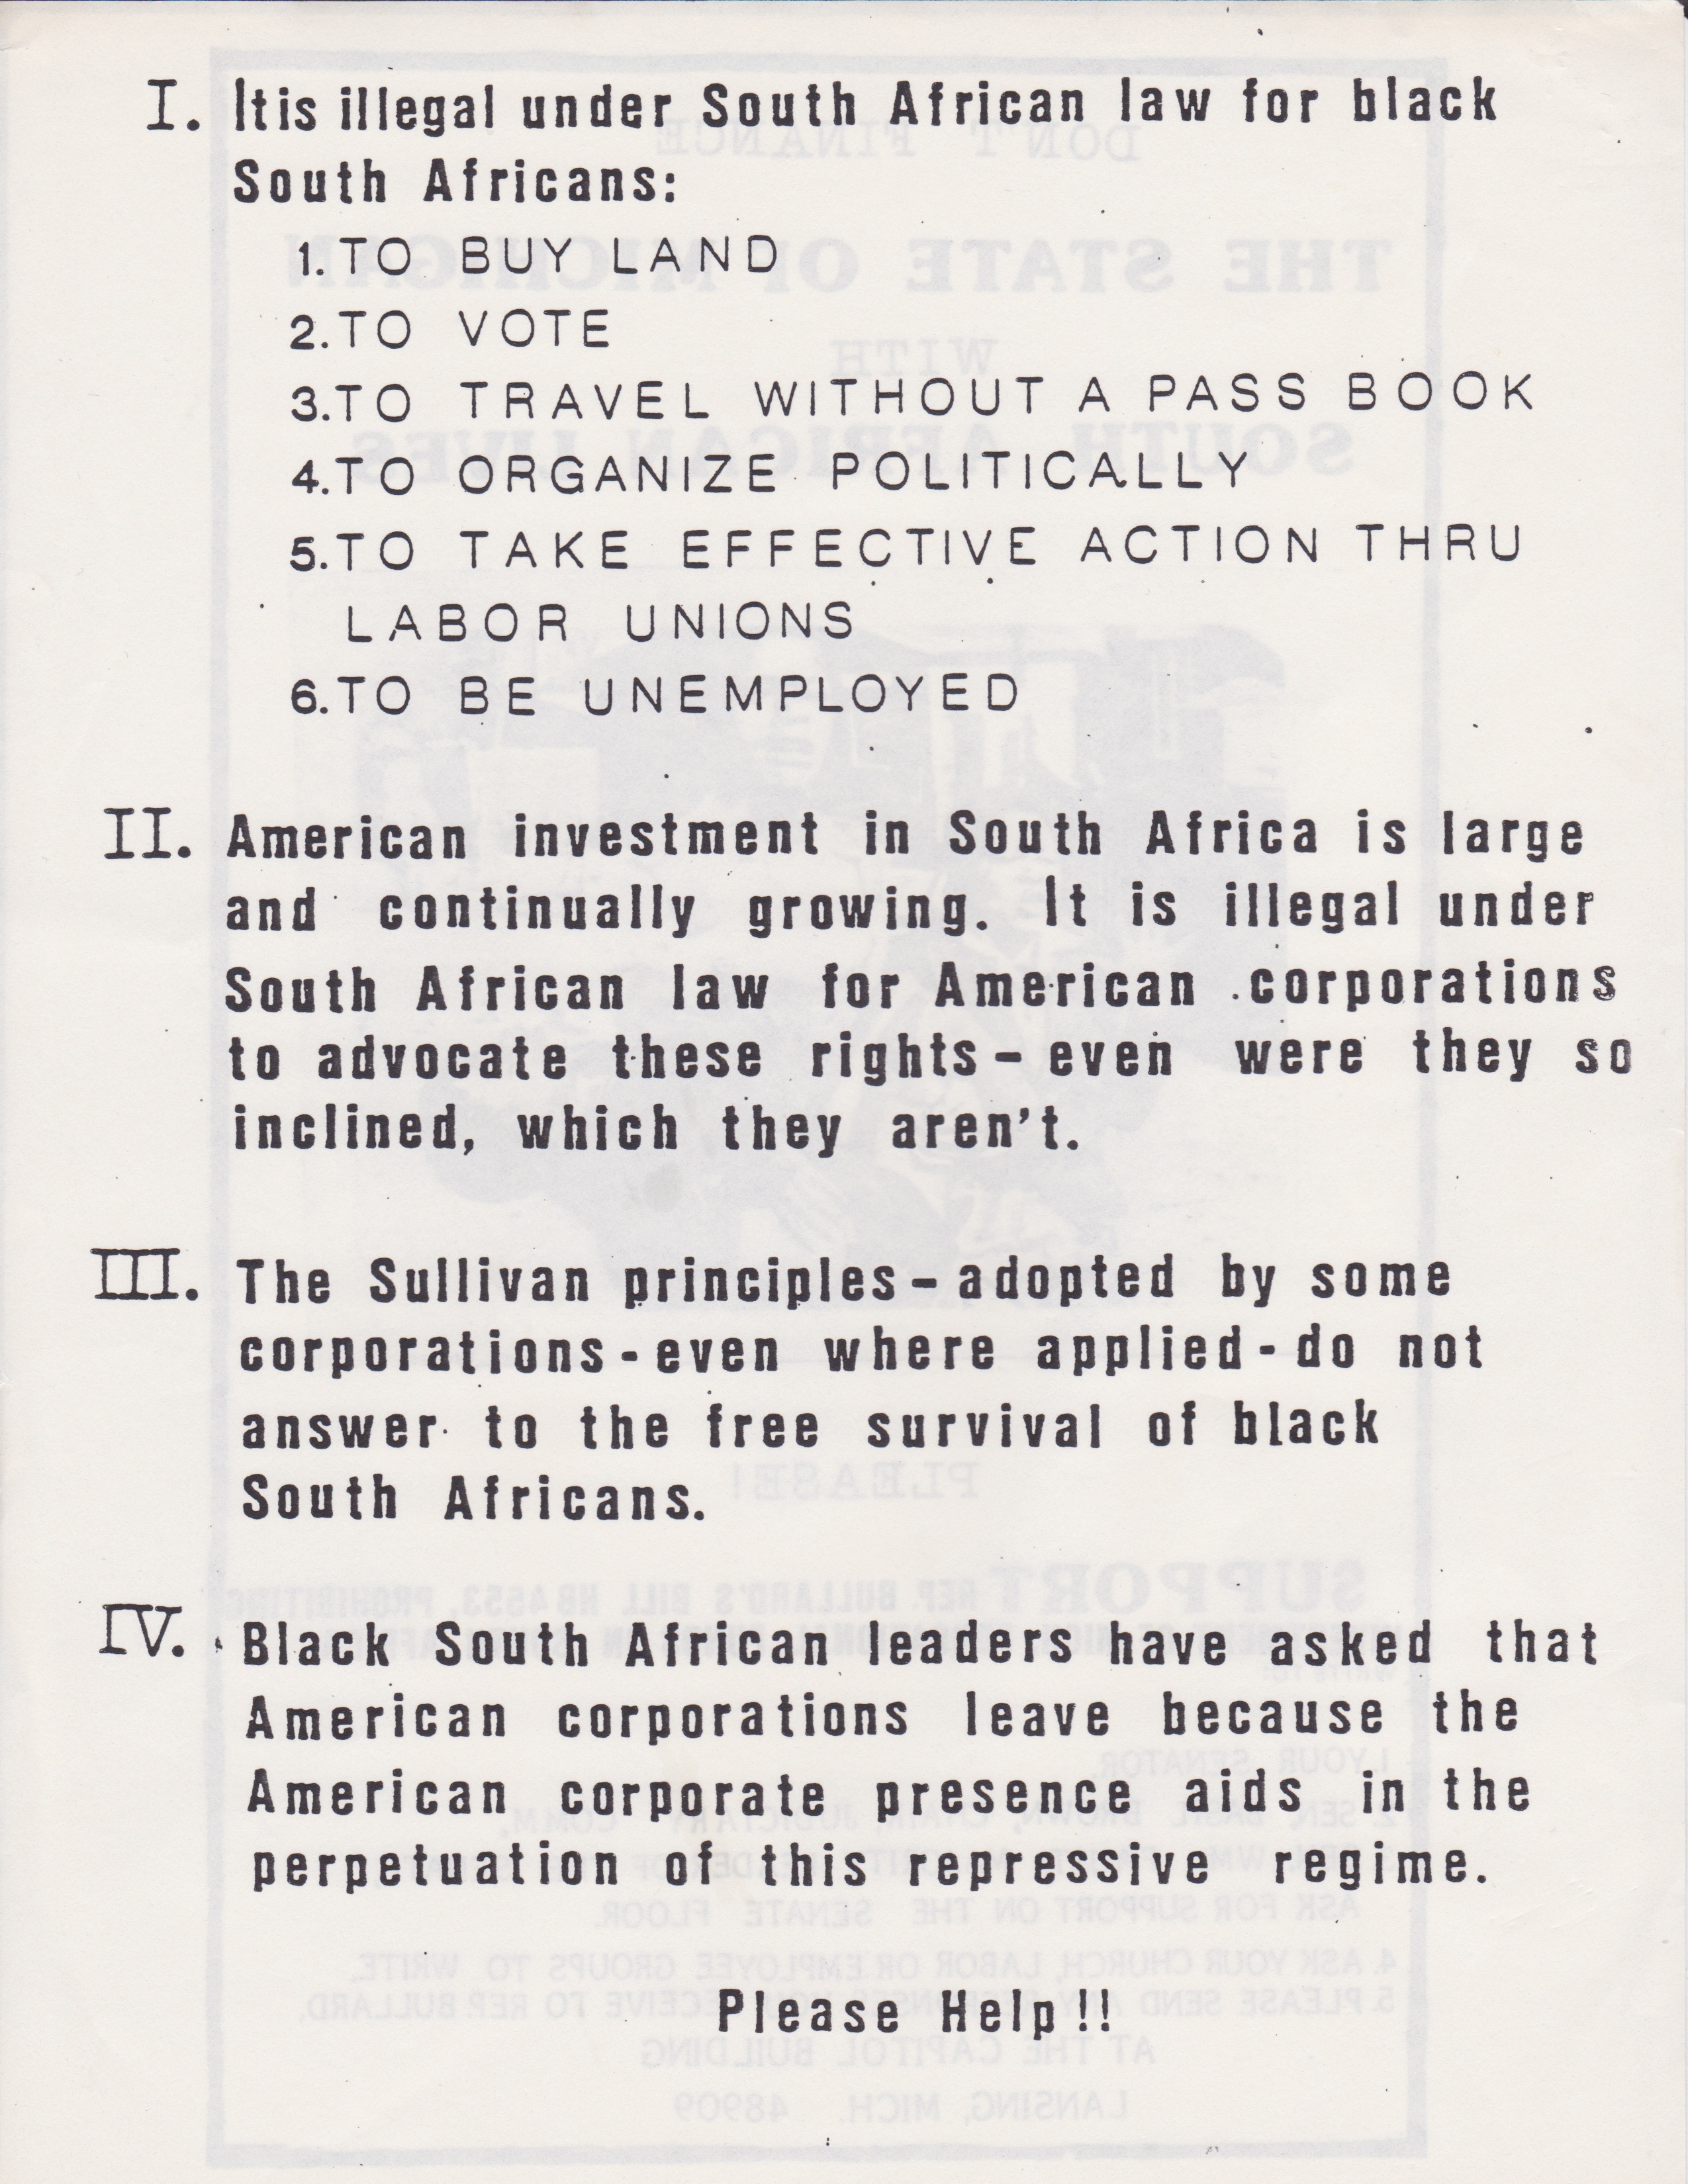 I. It is illegal under South African law for black
South Africans:
1. TO BUY LAND
2. TO VOTE
3. TO TRAVEL WITHOUT A PASS BOOK
4. TO ORGANIZE POLITICALLY
5. TO TAKE EFFECTIVE ACTION THRU
LABOR UNIONS
6. TO BE UNEMPLOYED
II. American investment in South Africa is large
and continually growing. It is illegal under
South African law for American corporations
to advocate these rights – even were they so
inclined, which they aren't.
III. The Sullivan principles – adopted by some
corporations - even where applied - do not
answer to the free survival of black
South Africans.
IV. Black South African leaders have asked that
American corporations leave because the
American corporate presence aids in the
perpetuation of this repressive regime.
Please Help!!